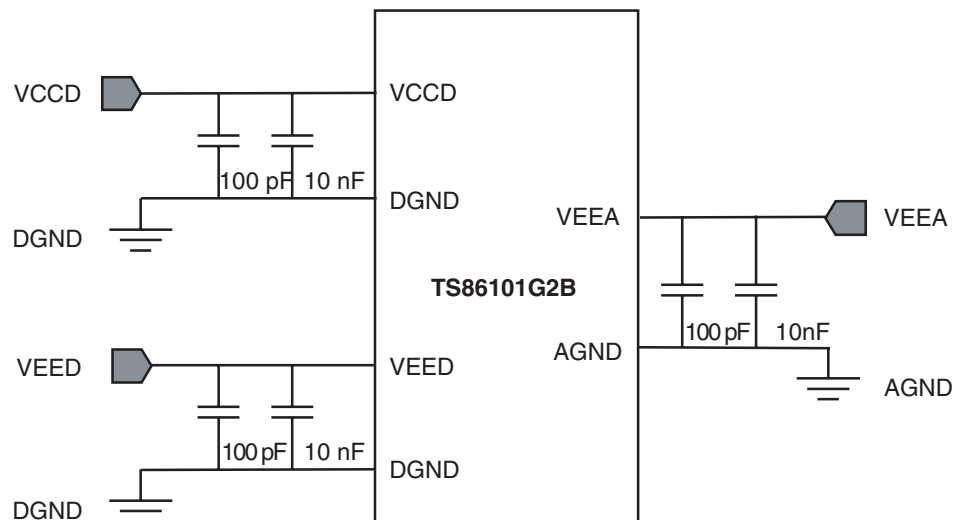 VCCD
VCCD
100 pF
10 nF
DGND
DGND
VEEA
VEEA
TS86101G2B
100 pF
10nF
AGND
AGND
VEED
VEED
100 pF
10 nF
DGND
DGND